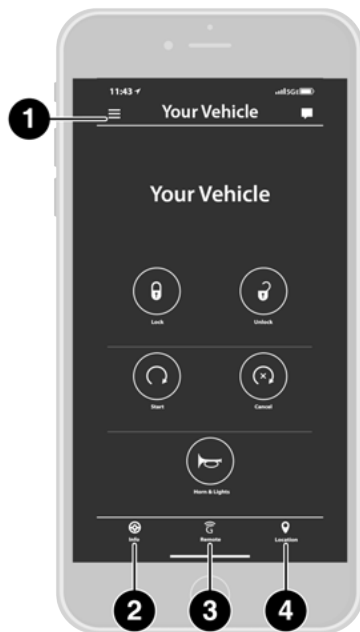 11:43
5GE
1
Your Vehicle
Your Vehicle
Lock
Unlock
Start
Cancel
Horn & Lights
Info
Remote
Location
2
3
4